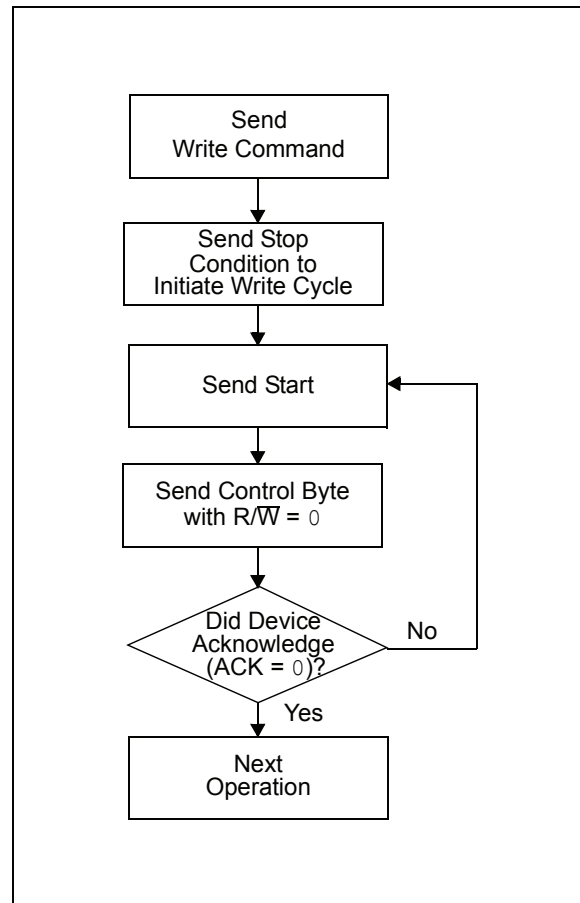 Send
Write Command
Send Stop
Condition to
Initiate Write Cycle
Send Start
Send Control Byte
with R/W̅ = 0
Did Device
Acknowledge
(ACK = 0)?
No
Yes
Next
Operation